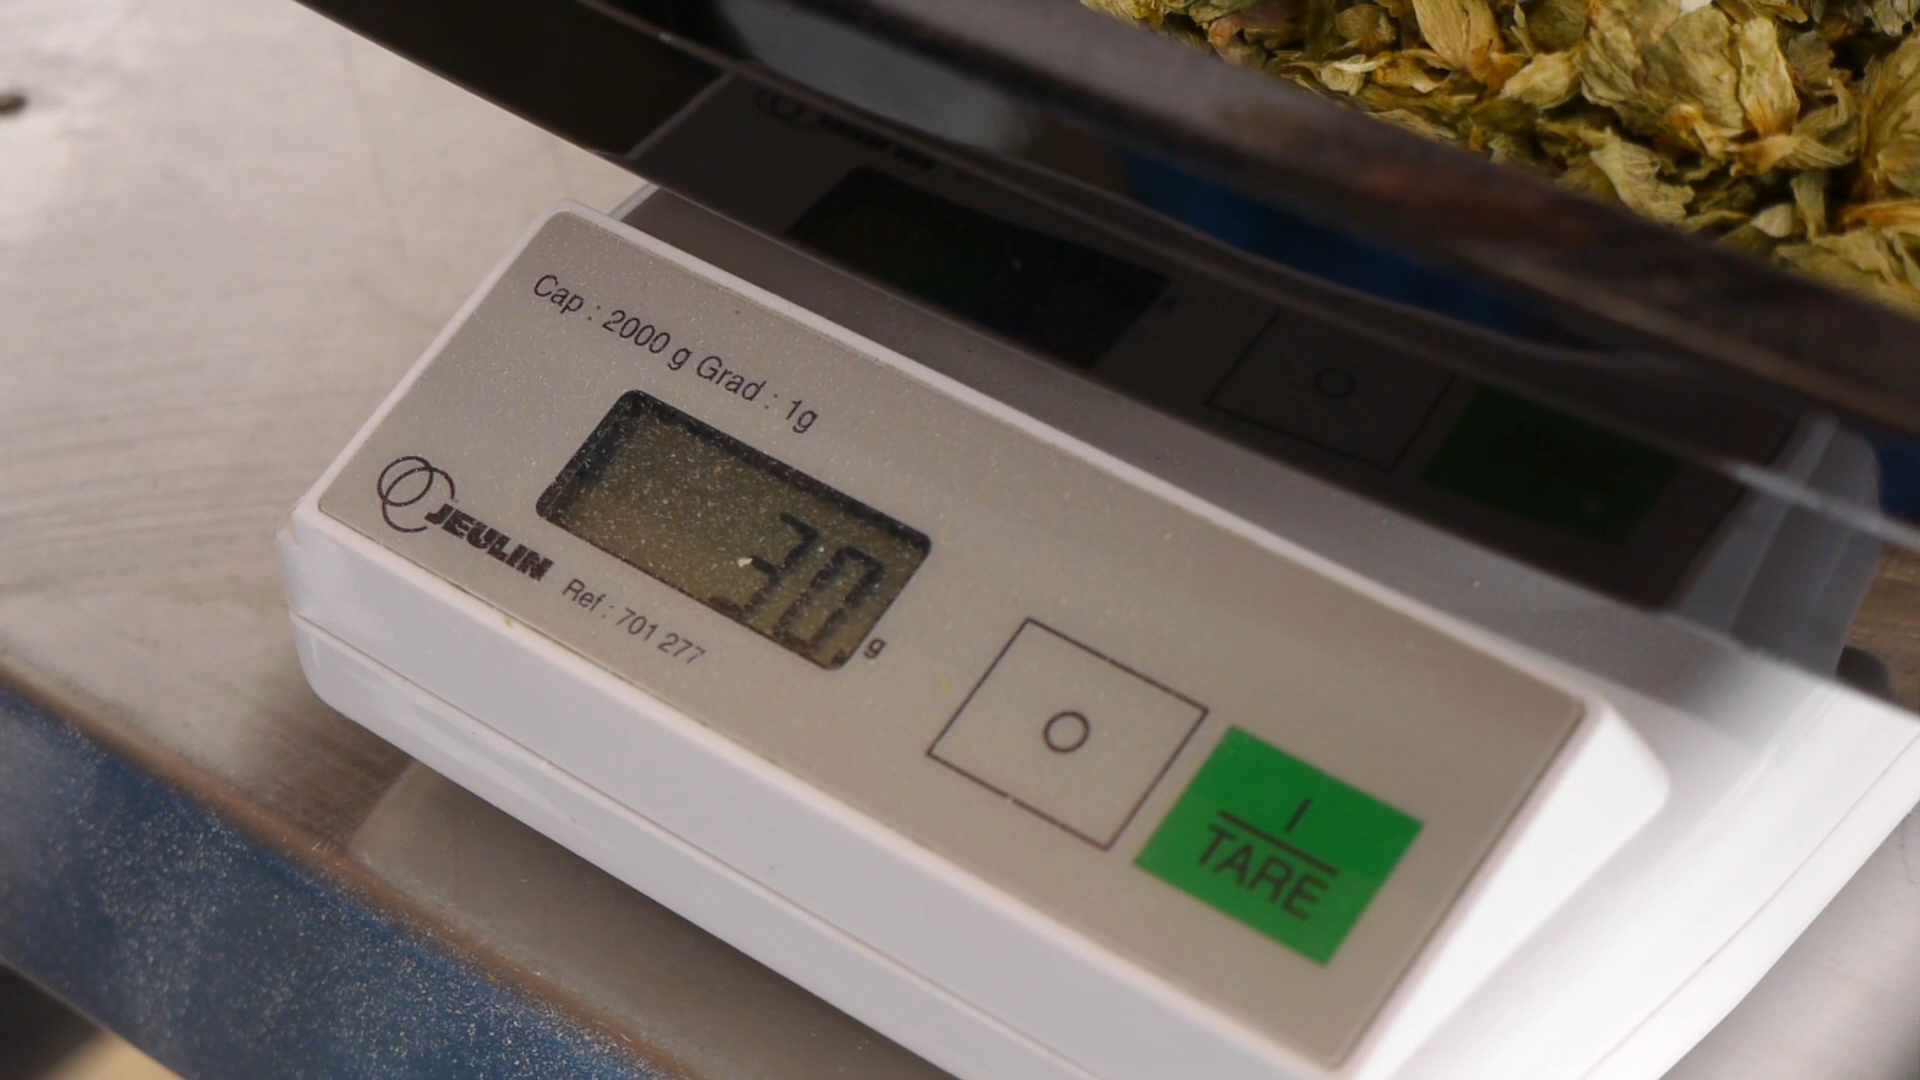 Cap : 2000 g Grad : 1g
30
g
JEULIN
Ref : 701 277
I
TARE